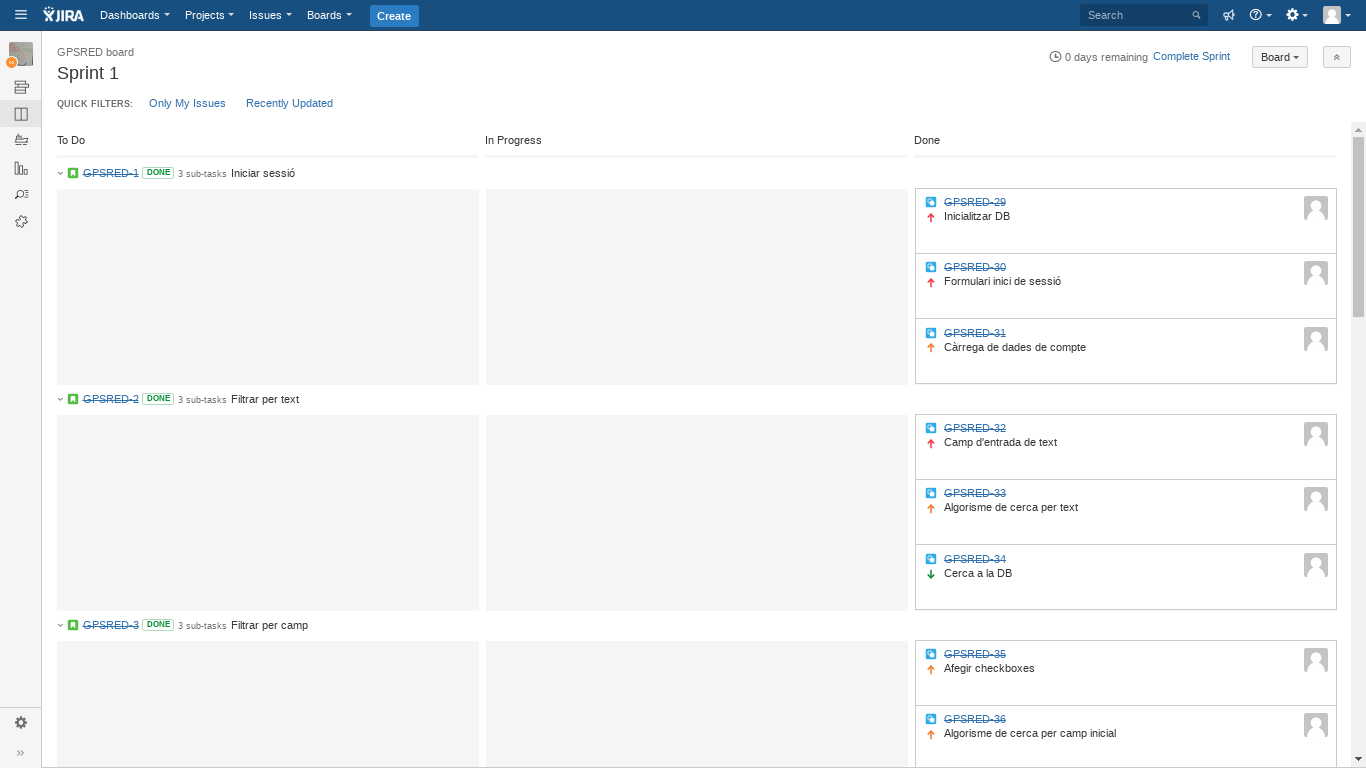 JIRA Dashboards Projects Issues Boards Create Search
GPSRED board
Sprint 1
0 days remaining Complete Sprint Board
QUICK FILTERS: Only My Issues Recently Updated
To Do In Progress Done
GPSRED-1 DONE 3 sub-tasks Iniciar sessió
GPSRED-29
Inicialitzar DB
GPSRED-30
Formulari inici de sessió
GPSRED-31
Càrrega de dades de compte
GPSRED-2 DONE 3 sub-tasks Filtrar per text
GPSRED-32
Camp d'entrada de text
GPSRED-33
Algorisme de cerca per text
GPSRED-34
Cerca a la DB
GPSRED-3 DONE 3 sub-tasks Filtrar per camp
GPSRED-35
Afegir checkboxes
GPSRED-36
Algorisme de cerca per camp inicial